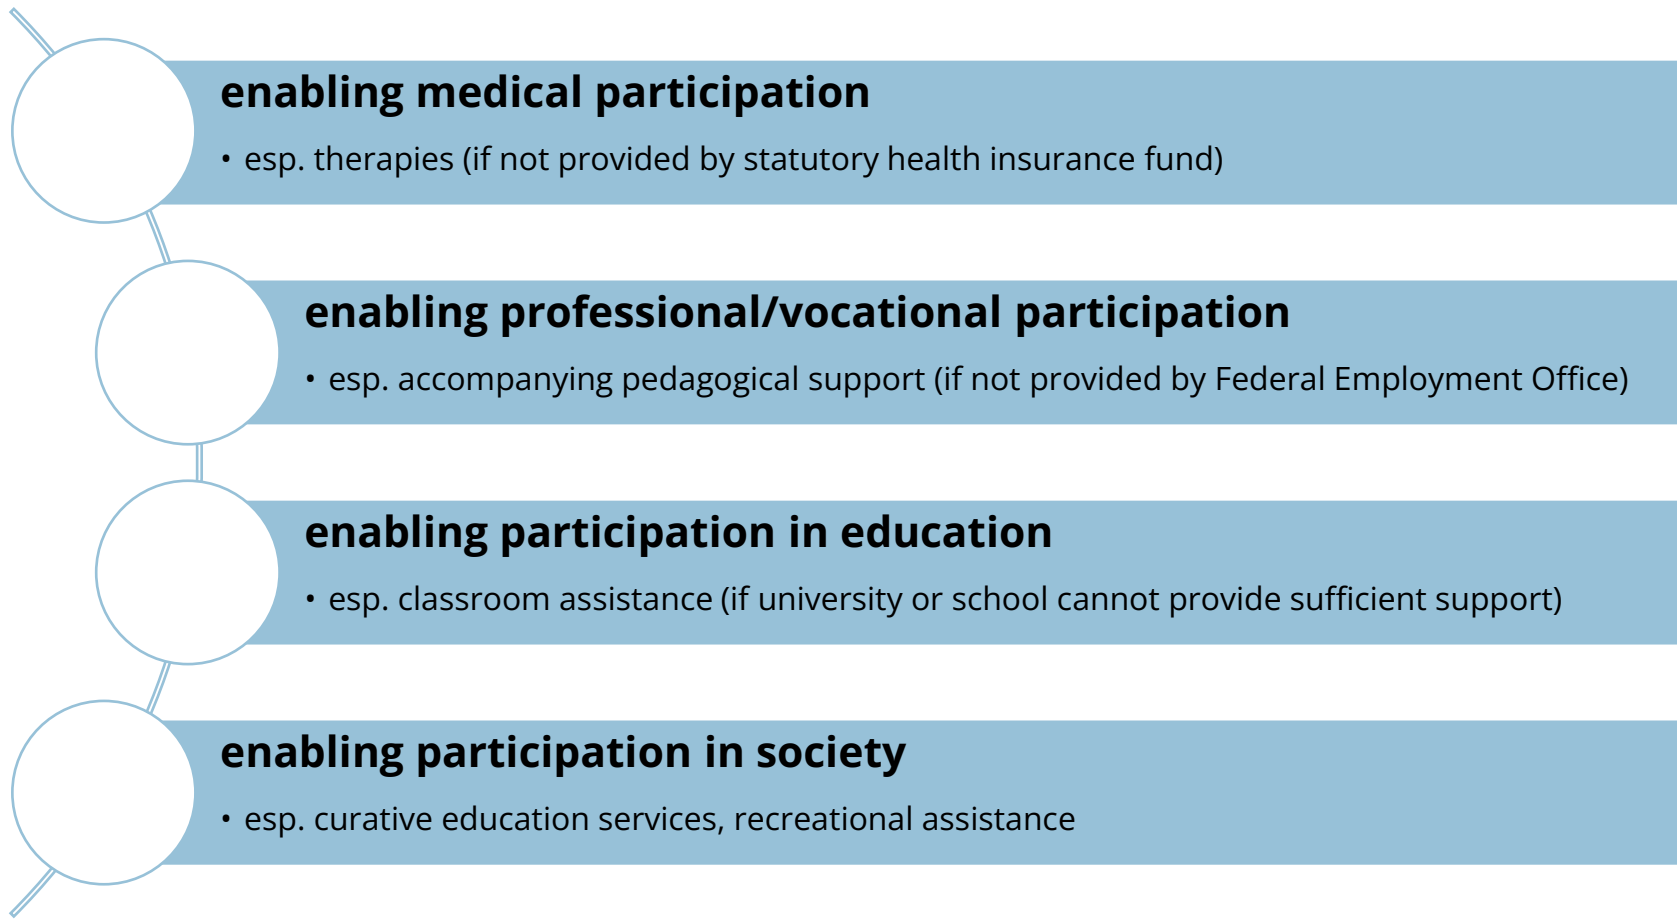 enabling medical participation
• esp. therapies (if not provided by statutory health insurance fund)
enabling professional/vocational participation
• esp. accompanying pedagogical support (if not provided by Federal Employment Office)
enabling participation in education
• esp. classroom assistance (if university or school cannot provide sufficient support)
enabling participation in society
• esp. curative education services, recreational assistance